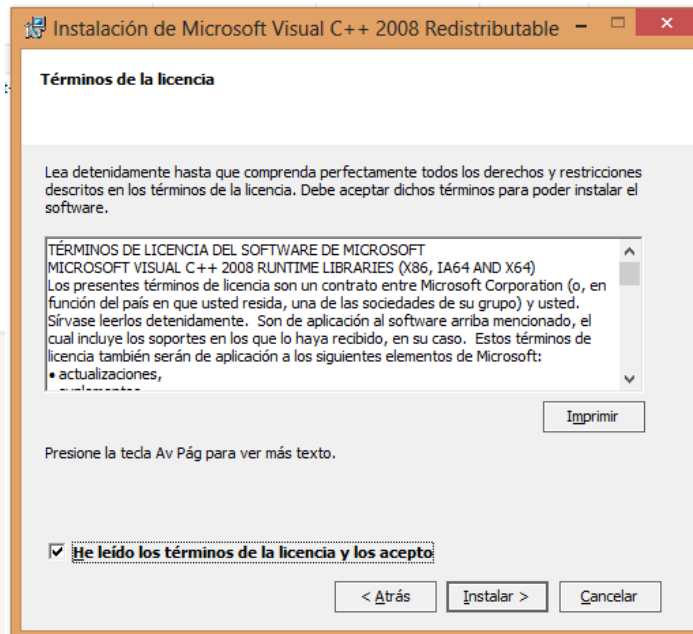 Instalación de Microsoft Visual C++ 2008 Redistributable
Términos de la licencia
Lea detenidamente hasta que comprenda perfectamente todos los derechos y restricciones
descritos en los términos de la licencia. Debe aceptar dichos términos para poder instalar el
software.
TÉRMINOS DE LICENCIA DEL SOFTWARE DE MICROSOFT
MICROSOFT VISUAL C++ 2008 RUNTIME LIBRARIES (X86, IA64 AND X64)
Los presentes términos de licencia son un contrato entre Microsoft Corporation (o, en
función del país en que usted resida, una de las sociedades de su grupo) y usted.
Sírvase leerlos detenidamente.  Son de aplicación al software arriba mencionado, el
cual incluye los soportes en los que lo haya recibido, en su caso.  Estos términos de
licencia también serán de aplicación a los siguientes elementos de Microsoft:
• actualizaciones,
Imprimir
Presione la tecla Av Pág para ver más texto.
He leído los términos de la licencia y los acepto
< Atrás
Instalar >
Cancelar